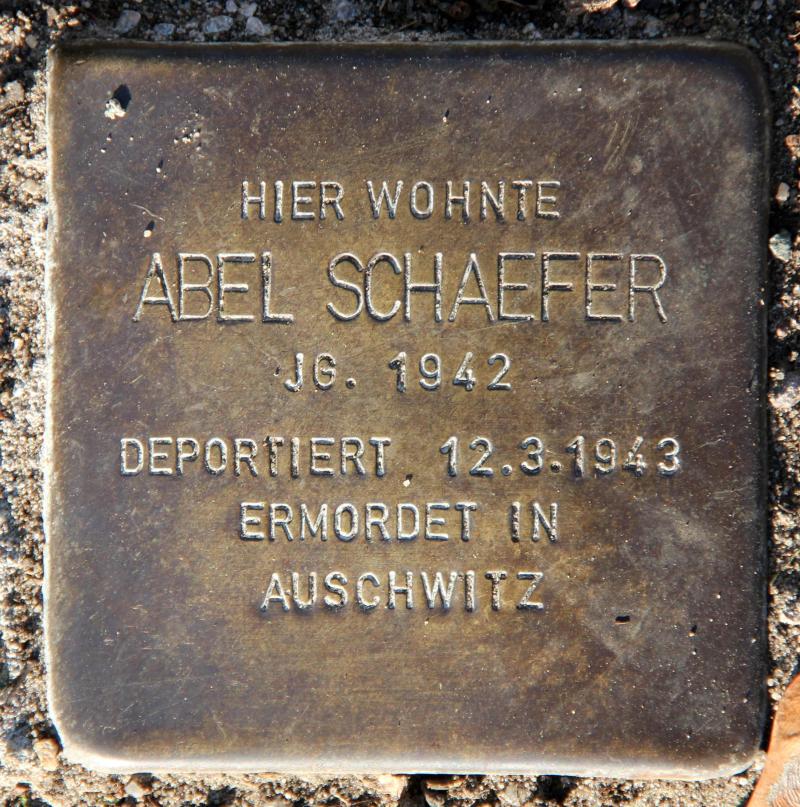 HIER WOHNTE
ABEL SCHAEFER
JG. 1942
DEPORTIERT 12.3.1943
ERMORDET IN
AUSCHWITZ